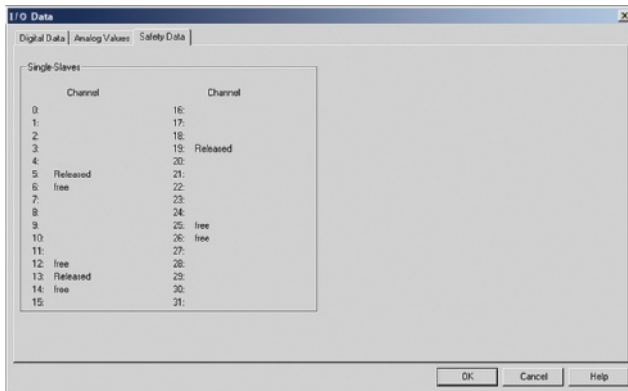 I/O Data
Digital Data Analog Values Safety Data
Single-Slaves
Channel Channel
0: 16:
1: 17:
2: 18:
3: 19: Released
4: 20:
5: Released 21:
6: free 22:
7: 23:
8: 24:
9: 25: free
10: 26: free
11: 27:
12: free 28:
13: Released 29:
14: free 30:
15: 31:
OK Cancel Help